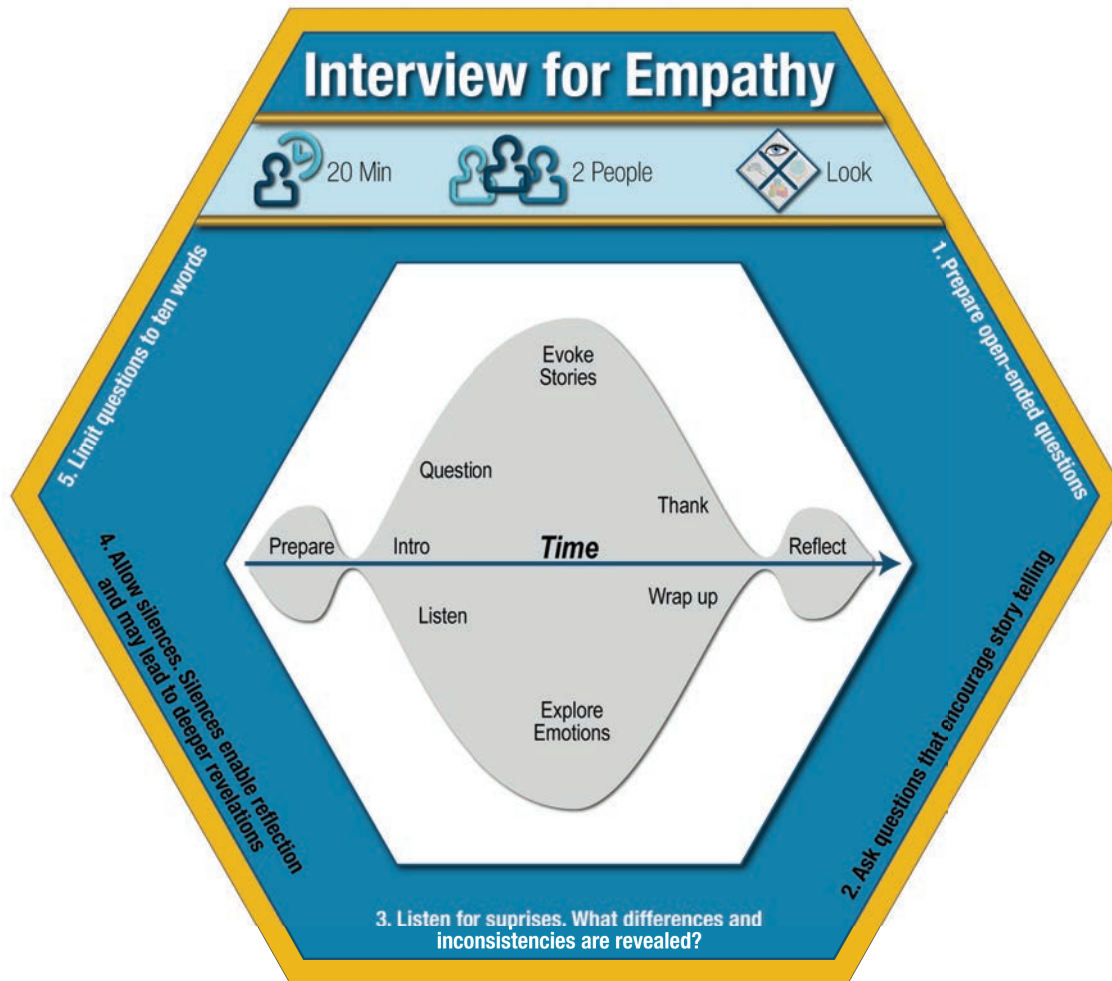 Interview for Empathy
20 Min
2 People
Look
1. Prepare open-ended questions
2. Ask questions that encourage story telling
3. Listen for suprises. What differences and
inconsistencies are revealed?
4. Allow silences. Silences enable reflection
and may lead to deeper revelations
5. Limit questions to ten words
Evoke
Stories
Question
Thank
Prepare
Intro
Time
Reflect
Listen
Wrap up
Explore
Emotions